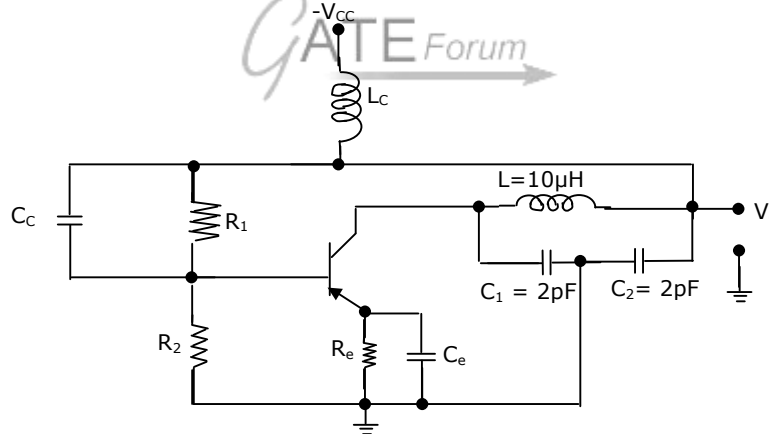 -VCC
GATE Forum
LC
L=10µH
V
CC
R1
C1 = 2pF
C2= 2pF
R2
Re
Ce